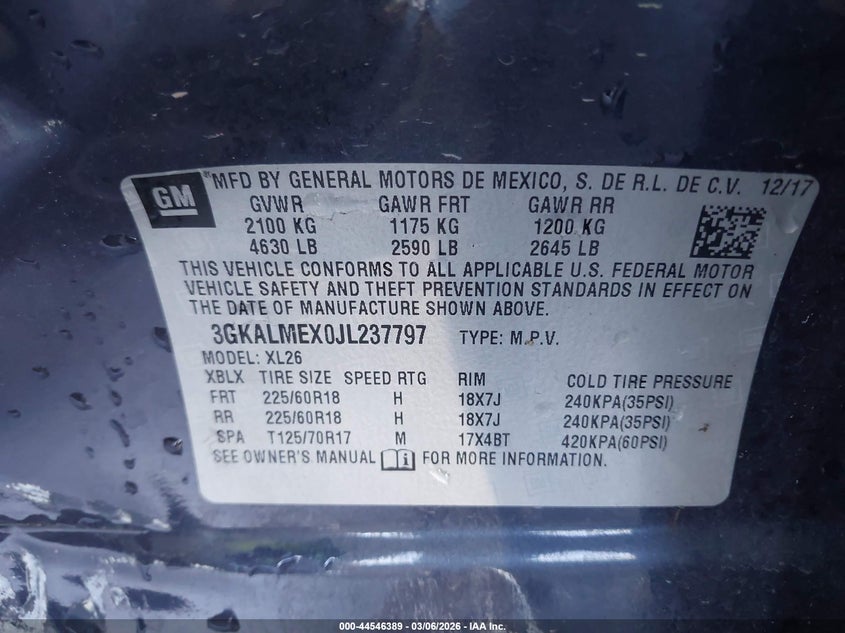 GM
MFD BY GENERAL MOTORS DE MEXICO, S. DE R.L. DE C.V. 12/17
GVWR GAWR FRT GAWR RR
2100 KG 1175 KG 1200 KG
4630 LB 2590 LB 2645 LB
THIS VEHICLE CONFORMS TO ALL APPLICABLE U.S. FEDERAL MOTOR
VEHICLE SAFETY AND THEFT PREVENTION STANDARDS IN EFFECT ON
THE DATE OF MANUFACTURE SHOWN ABOVE.
3GKALMEX0JL237797 TYPE: M.P.V.
MODEL: XL26
XBLX TIRE SIZE SPEED RTG RIM COLD TIRE PRESSURE
FRT 225/60R18 H 18X7J 240KPA(35PSI)
RR 225/60R18 H 18X7J 240KPA(35PSI)
SPA T125/70R17 M 17X4BT 420KPA(60PSI)
SEE OWNER'S MANUAL FOR MORE INFORMATION.
000-44546389 - 03/06/2026 - IAA Inc.